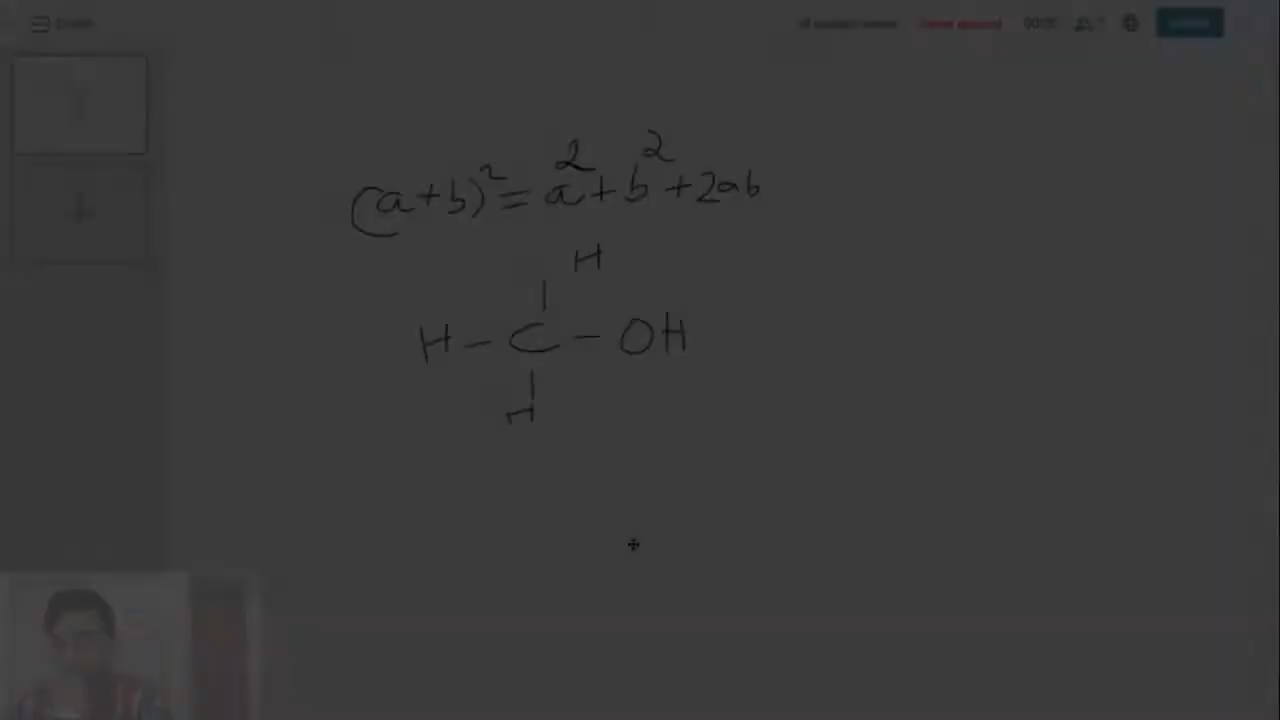 (a+b)² = a² + b² + 2ab
H
|
H – C – OH
|
H